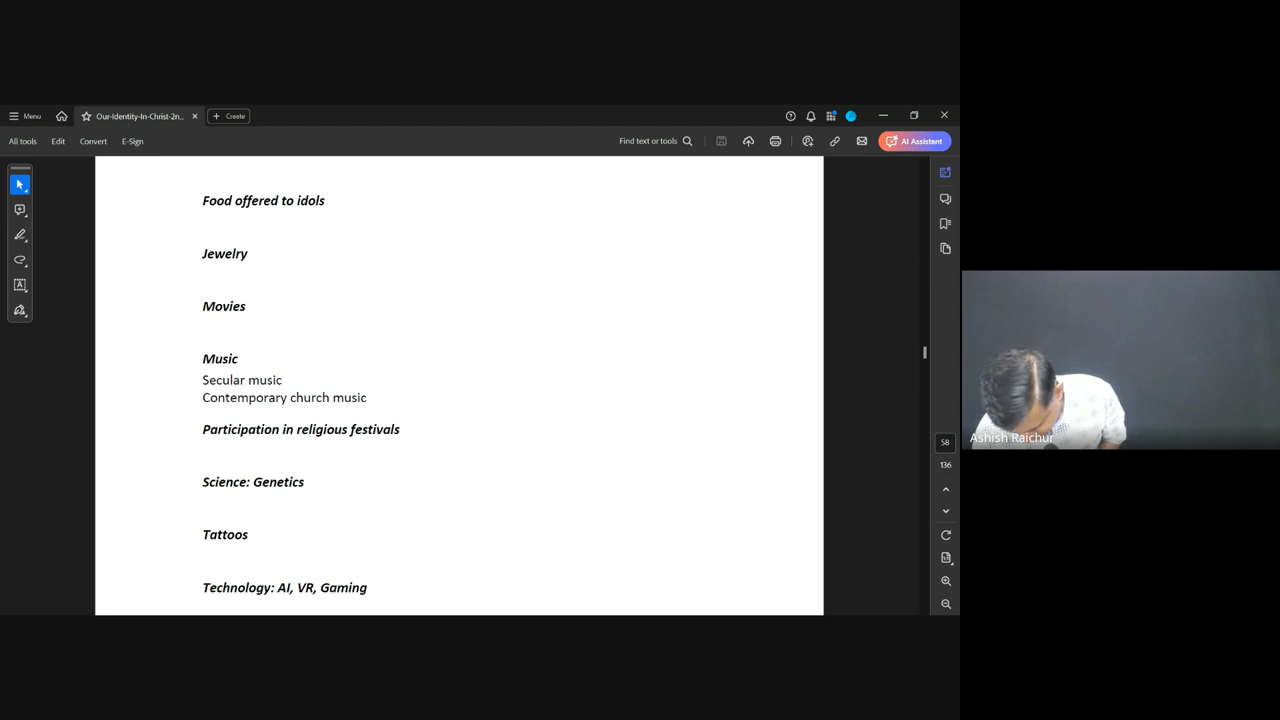 Menu
Our-Identity-In-Christ-2n...
Create
All tools
Edit
Convert
E-Sign
Find text or tools
AI Assistant
Food offered to idols
Jewelry
Movies
Music
Secular music
Contemporary church music
Participation in religious festivals
Science: Genetics
Tattoos
Technology: AI, VR, Gaming
58
136
Ashish Raichur